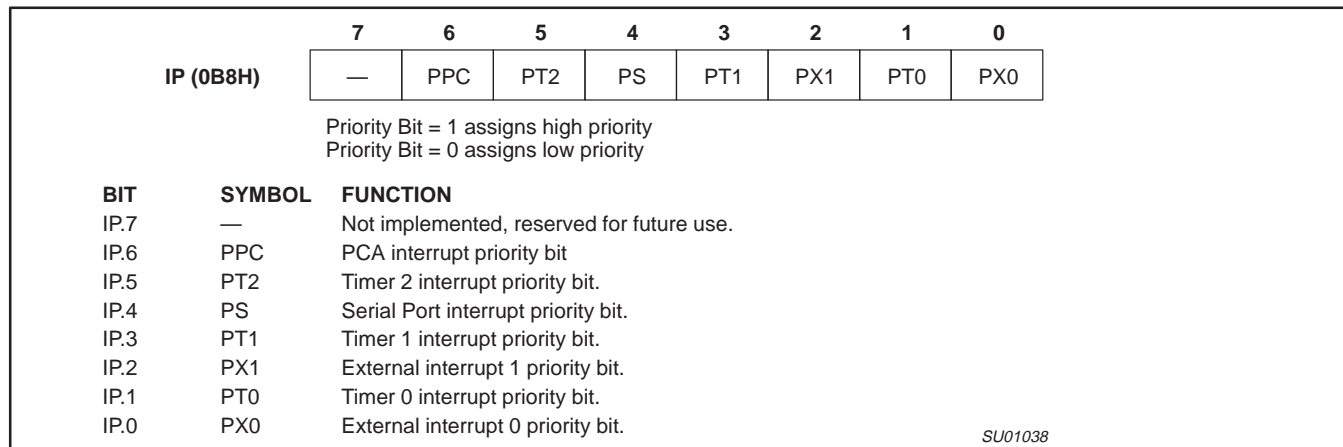 7 6 5 4 3 2 1 0
IP (0B8H) — PPC PT2 PS PT1 PX1 PT0 PX0
Priority Bit = 1 assigns high priority
Priority Bit = 0 assigns low priority
BIT SYMBOL FUNCTION
IP.7 — Not implemented, reserved for future use.
IP.6 PPC PCA interrupt priority bit
IP.5 PT2 Timer 2 interrupt priority bit.
IP.4 PS Serial Port interrupt priority bit.
IP.3 PT1 Timer 1 interrupt priority bit.
IP.2 PX1 External interrupt 1 priority bit.
IP.1 PT0 Timer 0 interrupt priority bit.
IP.0 PX0 External interrupt 0 priority bit.
SU01038